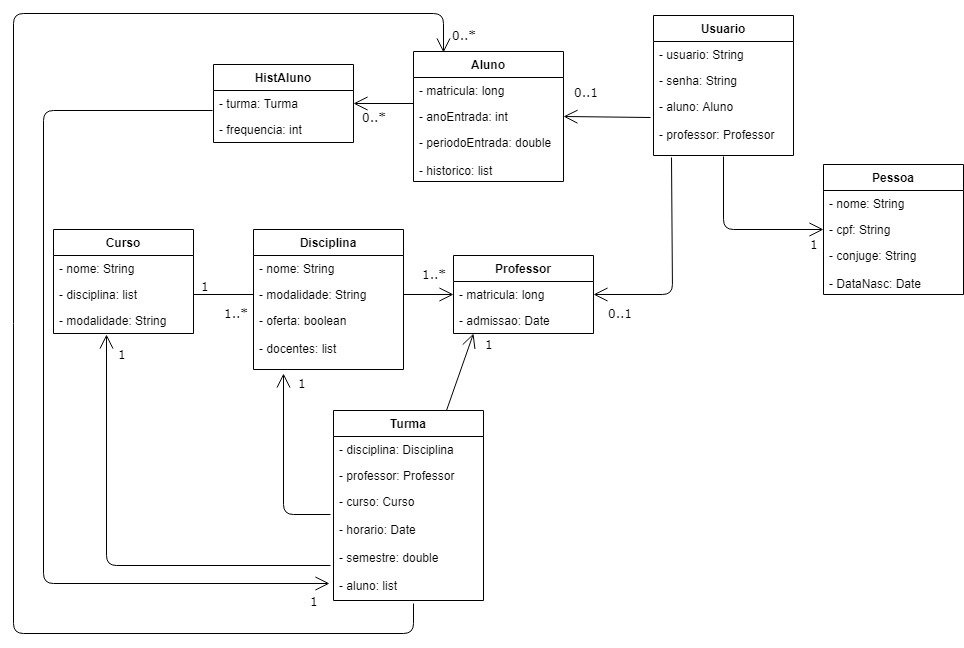 Usuario
- usuario: String
- senha: String
- aluno: Aluno
- professor: Professor
0..*
Aluno
- matricula: long
- anoEntrada: int
- periodoEntrada: double
- historico: list
0..1
HistAluno
- turma: Turma
- frequencia: int
0..*
Pessoa
- nome: String
- cpf: String
- conjuge: String
- DataNasc: Date
1
Curso
- nome: String
- disciplina: list
- modalidade: String
1
1..*
Disciplina
- nome: String
- modalidade: String
- oferta: boolean
- docentes: list
1..*
Professor
- matricula: long
- admissao: Date
0..1
1
1
1
Turma
- disciplina: Disciplina
- professor: Professor
- curso: Curso
- horario: Date
- semestre: double
- aluno: list
1